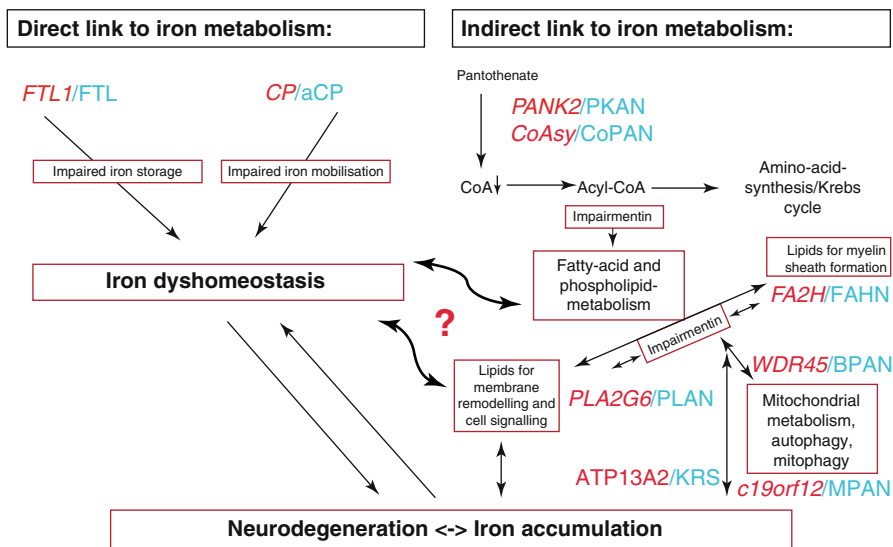 Direct link to iron metabolism:
Indirect link to iron metabolism:
FTL1/FTL
CP/aCP
Impaired iron storage
Impaired iron mobilisation
Iron dyshomeostasis
Pantothenate
PANK2/PKAN
CoAsy/CoPAN
CoA
Acyl-CoA
Amino-acid-
synthesis/Krebs
cycle
Impairmentin
Fatty-acid and
phospholipid-
metabolism
Lipids for myelin
sheath formation
FA2H/FAHN
?
Impairmentin
Lipids for
membrane
remodelling and
cell signalling
PLA2G6/PLAN
WDR45/BPAN
Mitochondrial
metabolism,
autophagy,
mitophagy
ATP13A2/KRS
c19orf12/MPAN
Neurodegeneration <-> Iron accumulation